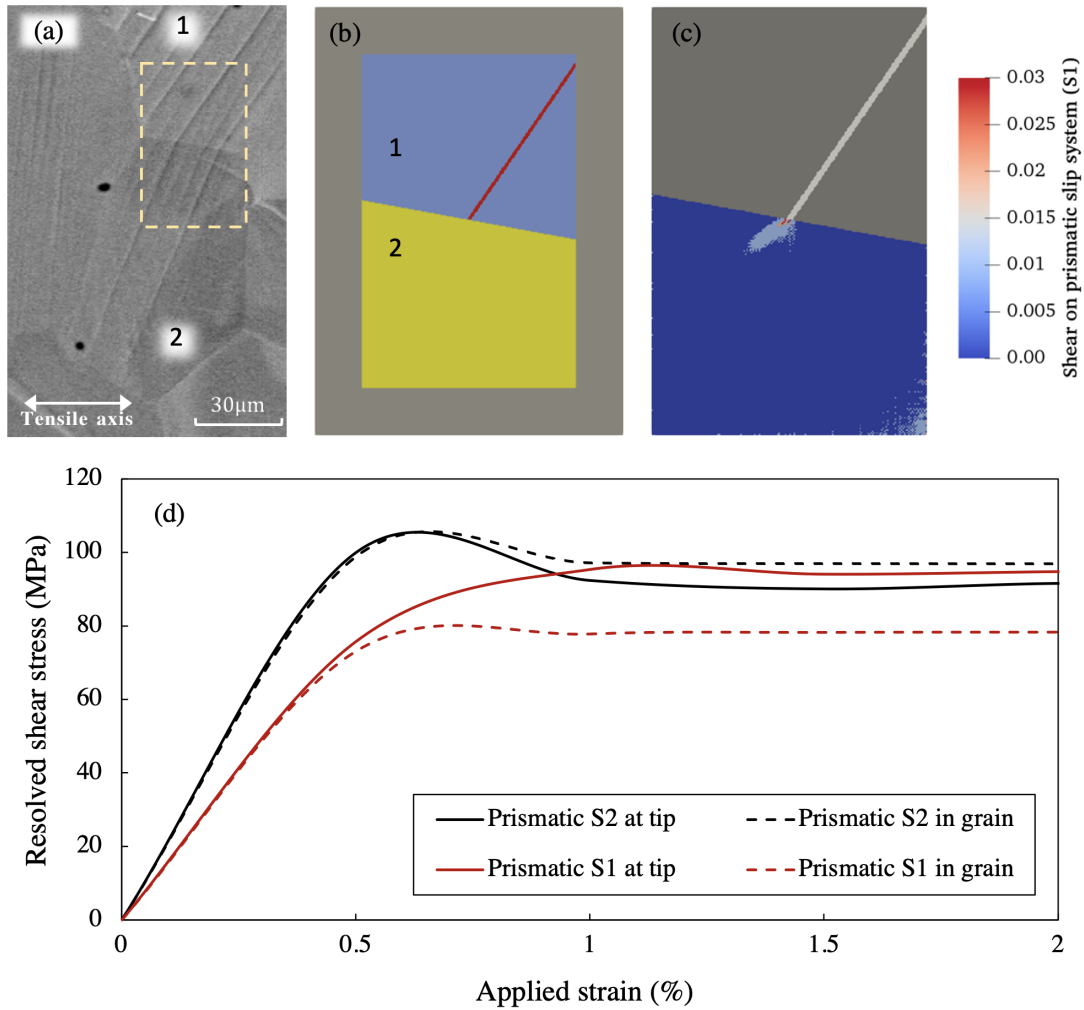 (a)
1
2
Tensile axis
30μm
(b)
1
2
(c)
0.03
0.025
0.02
0.015
0.01
0.005
0.00
Shear on prismatic slip system (S1)
(d)
120
100
80
60
40
20
0
Resolved shear stress (MPa)
Prismatic S2 at tip
Prismatic S2 in grain
Prismatic S1 at tip
Prismatic S1 in grain
0
0.5
1
1.5
2
Applied strain (%)